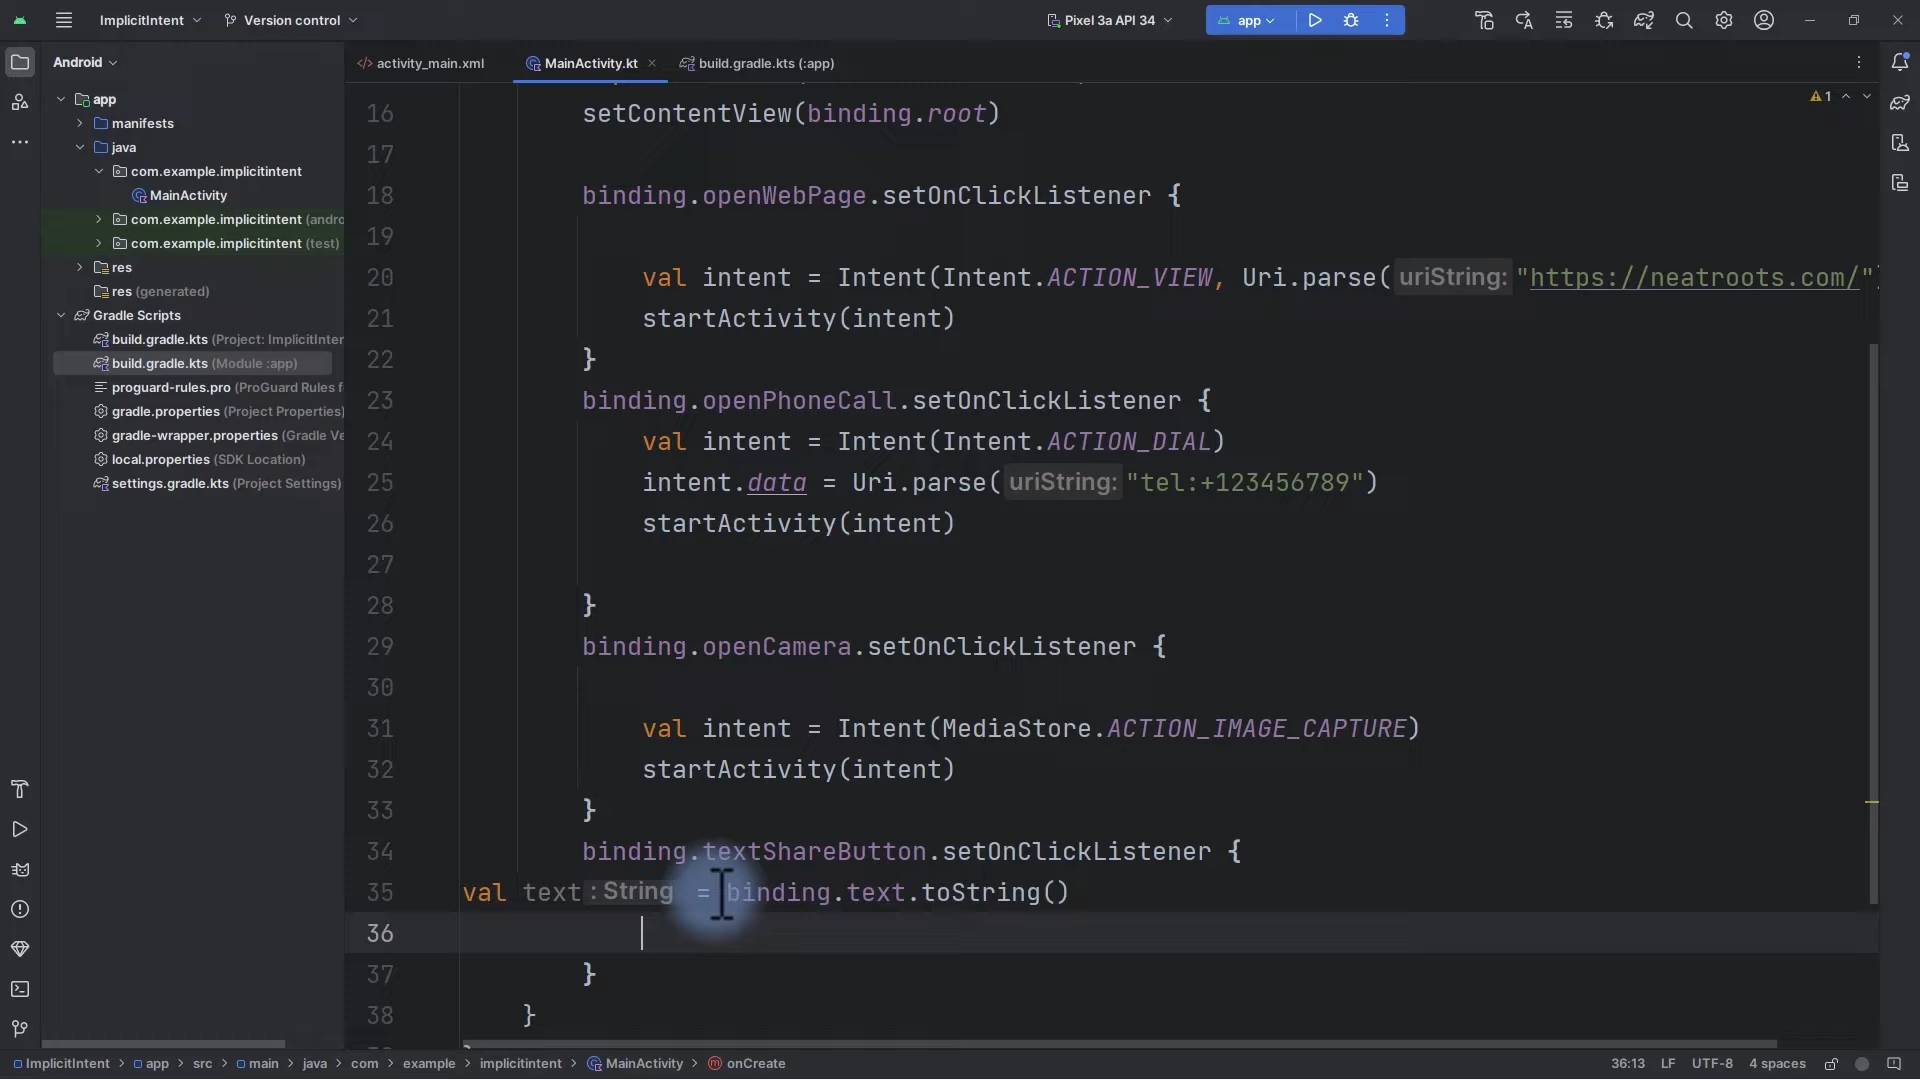 ImplicitIntent
Version control
Pixel 3a API 34
app
Android
activity_main.xml
MainActivity.kt
build.gradle.kts (:app)
app
manifests
java
com.example.implicitintent
MainActivity
com.example.implicitintent (andro
com.example.implicitintent (test)
res
res (generated)
Gradle Scripts
build.gradle.kts (Project: ImplicitInter
build.gradle.kts (Module :app)
proguard-rules.pro (ProGuard Rules f
gradle.properties (Project Properties)
gradle-wrapper.properties (Gradle Ve
local.properties (SDK Location)
settings.gradle.kts (Project Settings)
1
16 setContentView(binding.root)
17
18 binding.openWebPage.setOnClickListener {
19
20 val intent = Intent(Intent.ACTION_VIEW, Uri.parse( uriString: "https://neatroots.com/")
21 startActivity(intent)
22 }
23 binding.openPhoneCall.setOnClickListener {
24 val intent = Intent(Intent.ACTION_DIAL)
25 intent.data = Uri.parse( uriString: "tel:+123456789")
26 startActivity(intent)
27
28 }
29 binding.openCamera.setOnClickListener {
30
31 val intent = Intent(MediaStore.ACTION_IMAGE_CAPTURE)
32 startActivity(intent)
33 }
34 binding.textShareButton.setOnClickListener {
35 val text : String = binding.text.toString()
36
37 }
38 }
ImplicitIntent > app > src > main > java > com > example > implicitintent > MainActivity > onCreate
36:13 LF UTF-8 4 spaces